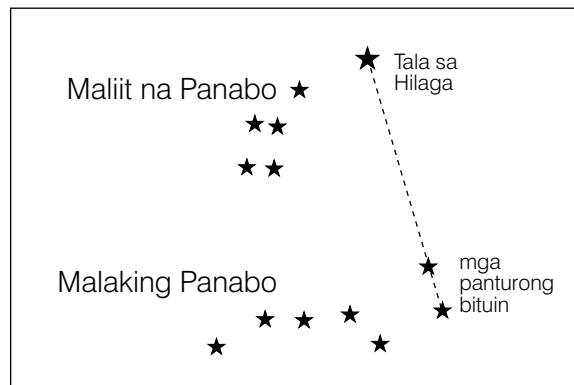 Tala sa
Hilaga
Maliit na Panabo
mga
panturong
bituin
Malaking Panabo